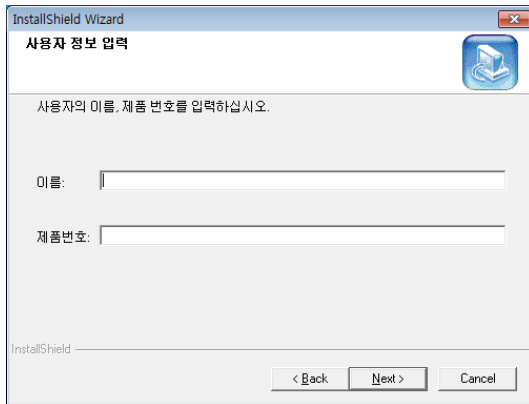 InstallShield Wizard
사용자 정보 입력
사용자의 이름, 제품 번호를 입력하십시오.
이름:
제품번호:
InstallShield
< Back
Next >
Cancel